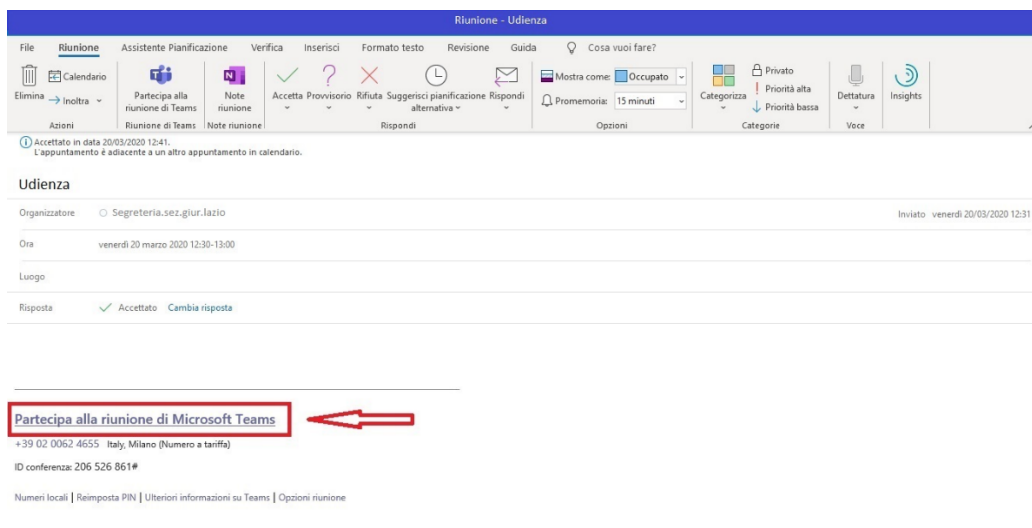 Riunione - Udienza
File Riunione Assistente Pianificazione Verifica Inserisci Formato testo Revisione Guida Cosa vuoi fare?
Elimina Calendario Inoltra
Azioni
Partecipa alla riunione di Teams
Riunione di Teams
Note riunione
Note riunione
Accetta Provvisorio Rifiuta Suggerisci pianificazione alternativa Rispondi
Rispondi
Mostra come: Occupato
Promemoria: 15 minuti
Opzioni
Categorizza Privato
Priorità alta
Priorità bassa
Categorie
Dettatura
Voce
Insights
Accettato in data 20/03/2020 12:41.
L'appuntamento è adiacente a un altro appuntamento in calendario.
Udienza
Organizzatore Segreteria.sez.giur.lazio Inviato venerdì 20/03/2020 12:31
Ora venerdì 20 marzo 2020 12:30-13:00
Luogo
Risposta Accettato Cambia risposta
Partecipa alla riunione di Microsoft Teams
+39 02 0062 4655 Italy, Milano (Numero a tariffa)
ID conferenza: 206 526 861#
Numeri locali | Reimposta PIN | Ulteriori informazioni su Teams | Opzioni riunione